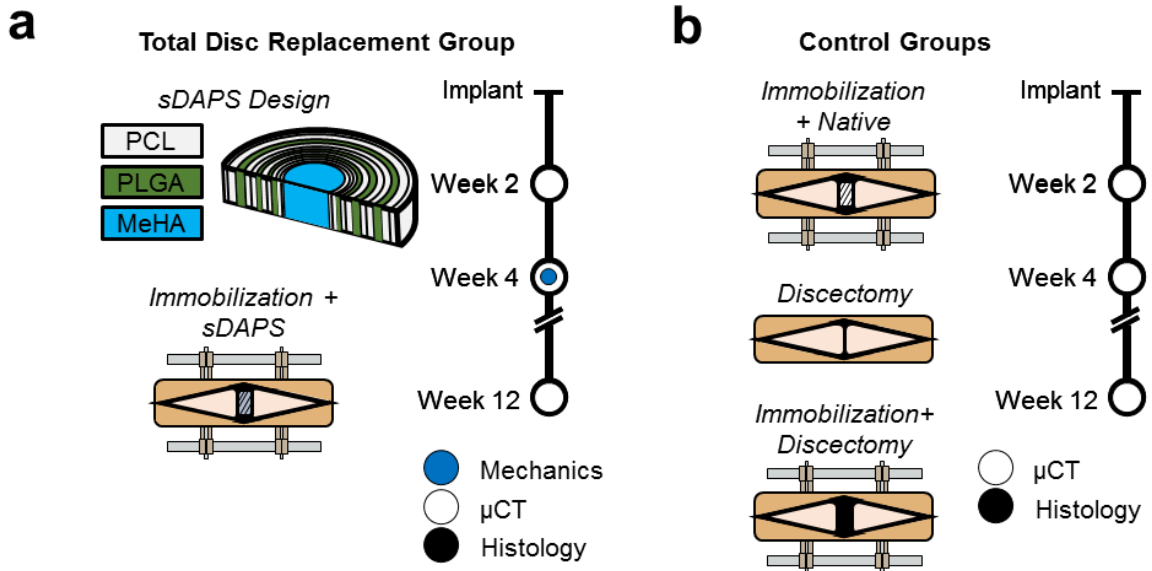 a
Total Disc Replacement Group
sDAPS Design
PCL
PLGA
MeHA
Immobilization +
sDAPS
Implant
Week 2
Week 4
Week 12
Mechanics
µCT
Histology
b
Control Groups
Immobilization
+ Native
Discectomy
Immobilization+
Discectomy
Implant
Week 2
Week 4
Week 12
µCT
Histology